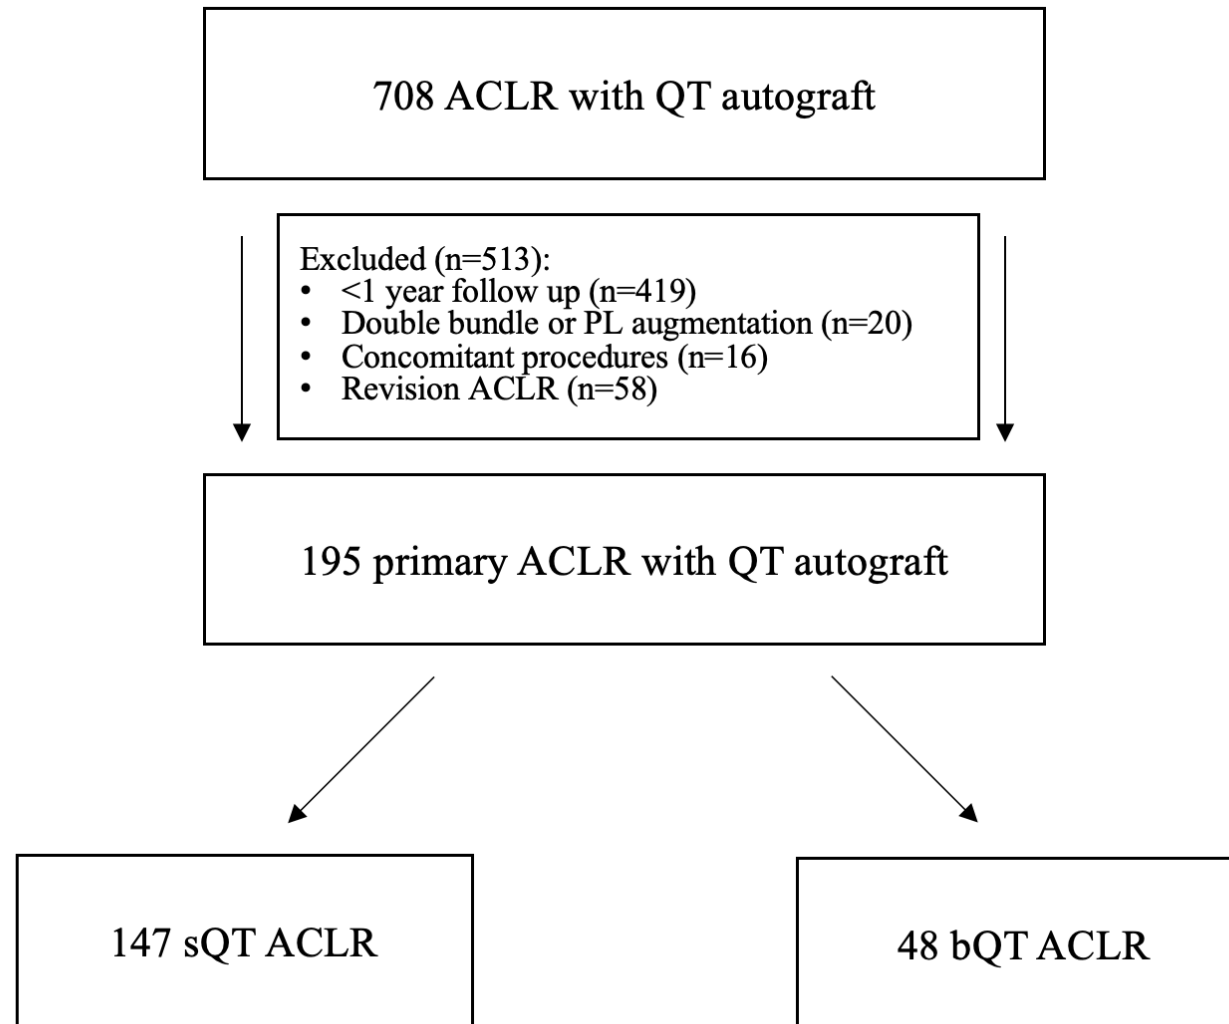 708 ACLR with QT autograft
Excluded (n=513):
• <1 year follow up (n=419)
• Double bundle or PL augmentation (n=20)
• Concomitant procedures (n=16)
• Revision ACLR (n=58)
195 primary ACLR with QT autograft
147 sQT ACLR
48 bQT ACLR